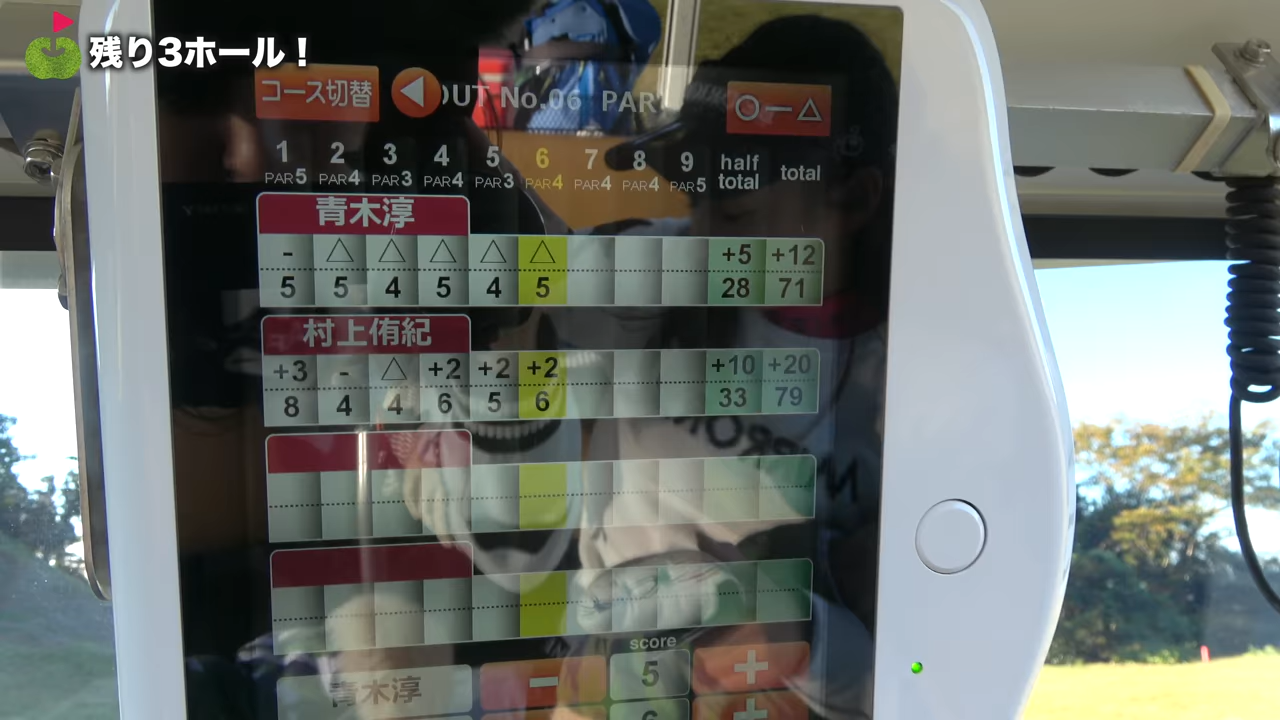 残り3ホール！
コース切替 ◀ OUT No.06 PAR ○ー△
1 2 3 4 5 6 7 8 9 half total total
PAR5 PAR4 PAR3 PAR4 PAR3 PAR4 PAR4 PAR4 PAR5
青木淳
- △ △ △ △ △ +5 +12
5 5 4 5 4 5 28 71
村上侑紀
+3 - △ +2 +2 +2 +10 +20
8 4 4 6 5 6 33 79
score
青木淳 － 5 ＋